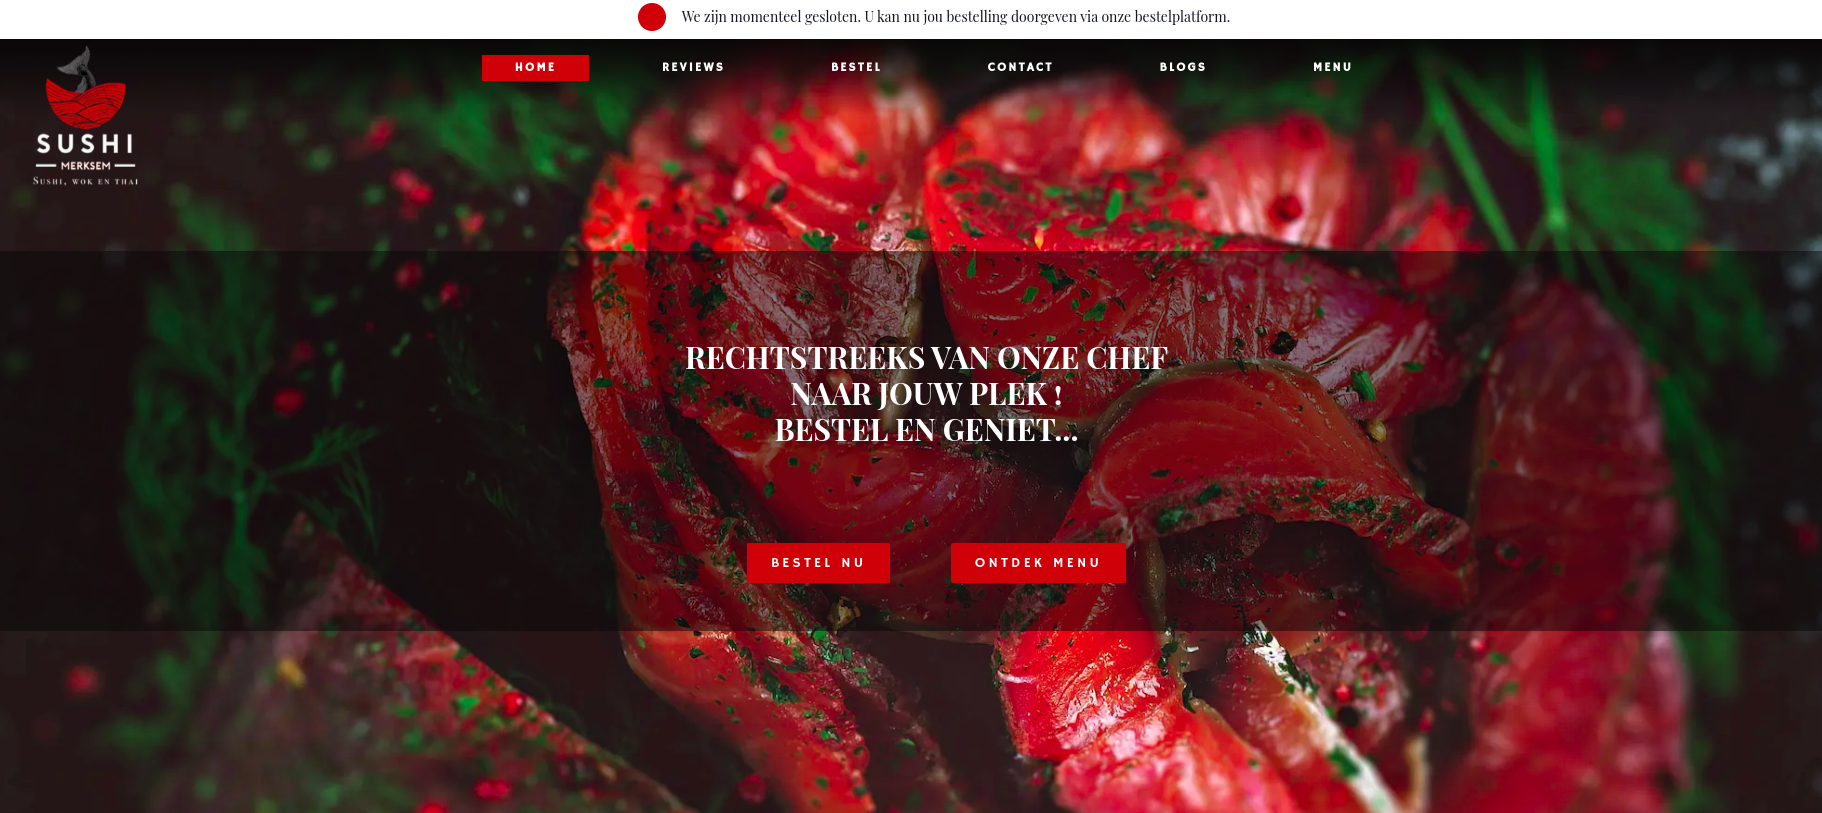 We zijn momenteel gesloten. U kan nu jou bestelling doorgeven via onze bestelplatform.
HOME REVIEWS BESTEL CONTACT BLOGS MENU
SUSHI
MERKSEM
SUSHI, WOK EN THAI
RECHTSTREEKS VAN ONZE CHEF
NAAR JOUW PLEK !
BESTEL EN GENIET...
BESTEL NU
ONTDEK MENU